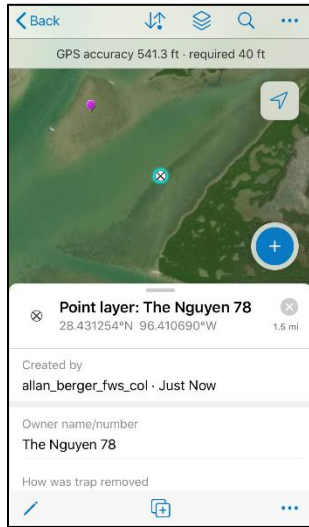 Back
GPS accuracy 541.3 ft · required 40 ft
Point layer: The Nguyen 78
28.431254°N 96.410690°W
1.5 mi
Created by
allan_berger_fws_col · Just Now
Owner name/number
The Nguyen 78
How was trap removed